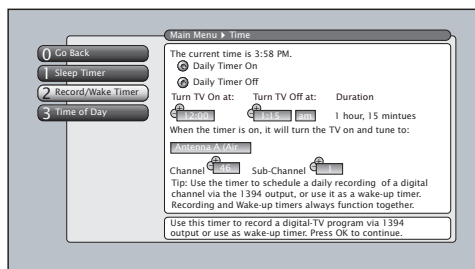 Main Menu ▸ Time
0 Go Back
1 Sleep Timer
2 Record/Wake Timer
3 Time of Day
The current time is 3:58 PM.
Daily Timer On
Daily Timer Off
Turn TV On at: Turn TV Off at: Duration
12:00 1:15 am 1 hour, 15 mintues
When the timer is on, it will turn the TV on and tune to:
Antenna A (Air
Channel 46 Sub-Channel 1
Tip: Use the timer to schedule a daily recording of a digital
channel via the 1394 output, or use it as a wake-up timer.
Recording and Wake-up timers always function together.
Use this timer to record a digital-TV program via 1394
output or use as wake-up timer. Press OK to continue.